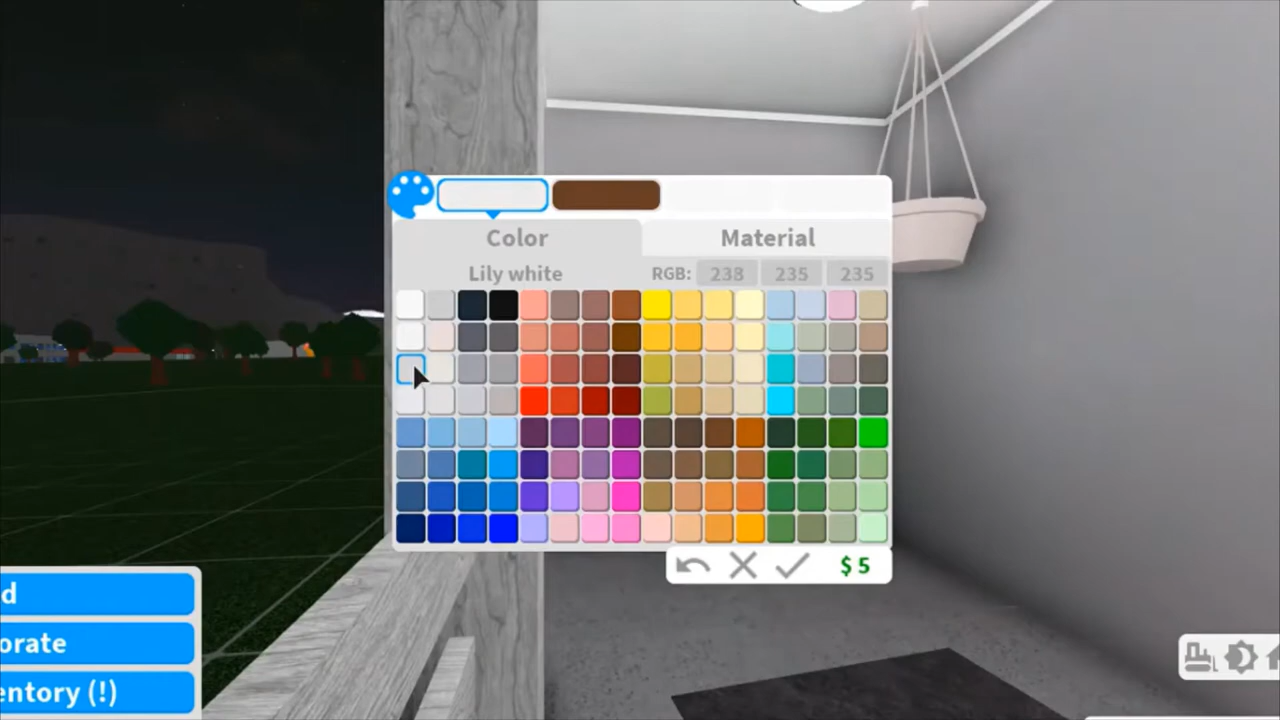 Color
Material
Lily white
RGB: 238 235 235
$ 5
d
orate
entory (!)